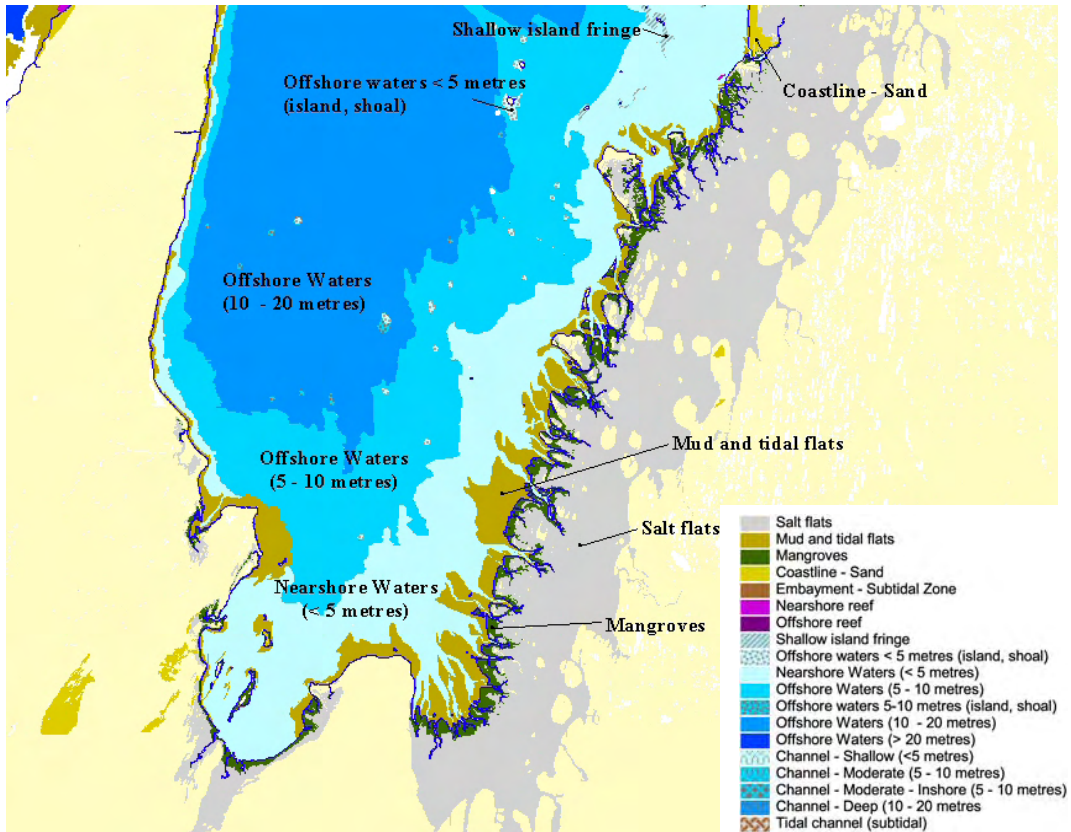 Shallow island fringe
Offshore waters < 5 metres
(island, shoal)
Coastline - Sand
Offshore Waters
(10 - 20 metres)
Offshore Waters
(5 - 10 metres)
Mud and tidal flats
Salt flats
Nearshore Waters
(< 5 metres)
Mangroves
Salt flats
Mud and tidal flats
Mangroves
Coastline - Sand
Embayment - Subtidal Zone
Nearshore reef
Offshore reef
Shallow island fringe
Offshore waters < 5 metres (island, shoal)
Nearshore Waters (< 5 metres)
Offshore Waters (5 - 10 metres)
Offshore waters 5-10 metres (island, shoal)
Offshore Waters (10 - 20 metres)
Offshore Waters (> 20 metres)
Channel - Shallow (<5 metres)
Channel - Moderate (5 - 10 metres)
Channel - Moderate - Inshore (5 - 10 metres)
Channel - Deep (10 - 20 metres
Tidal channel (subtidal)